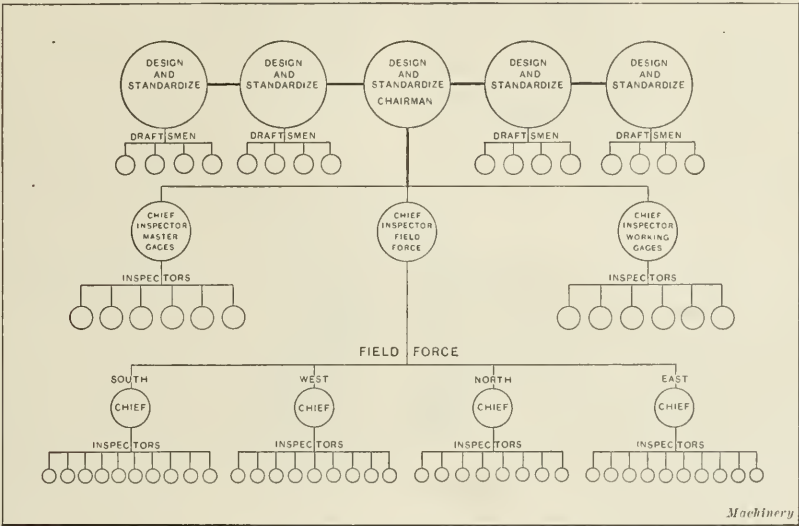 DESIGN
AND
STANDARDIZE
DESIGN
AND
STANDARDIZE
DESIGN
AND
STANDARDIZE
CHAIRMAN
DESIGN
AND
STANDARDIZE
DESIGN
AND
STANDARDIZE
DRAFTSMEN
DRAFTSMEN
DRAFTSMEN
DRAFTSMEN
CHIEF
INSPECTOR
MASTER
GAGES
CHIEF
INSPECTOR
FIELD
FORCE
CHIEF
INSPECTOR
WORKING
GAGES
INSPECTORS
INSPECTORS
FIELD FORCE
SOUTH
WEST
NORTH
EAST
CHIEF
CHIEF
CHIEF
CHIEF
INSPECTORS
INSPECTORS
INSPECTORS
INSPECTORS
Machinery